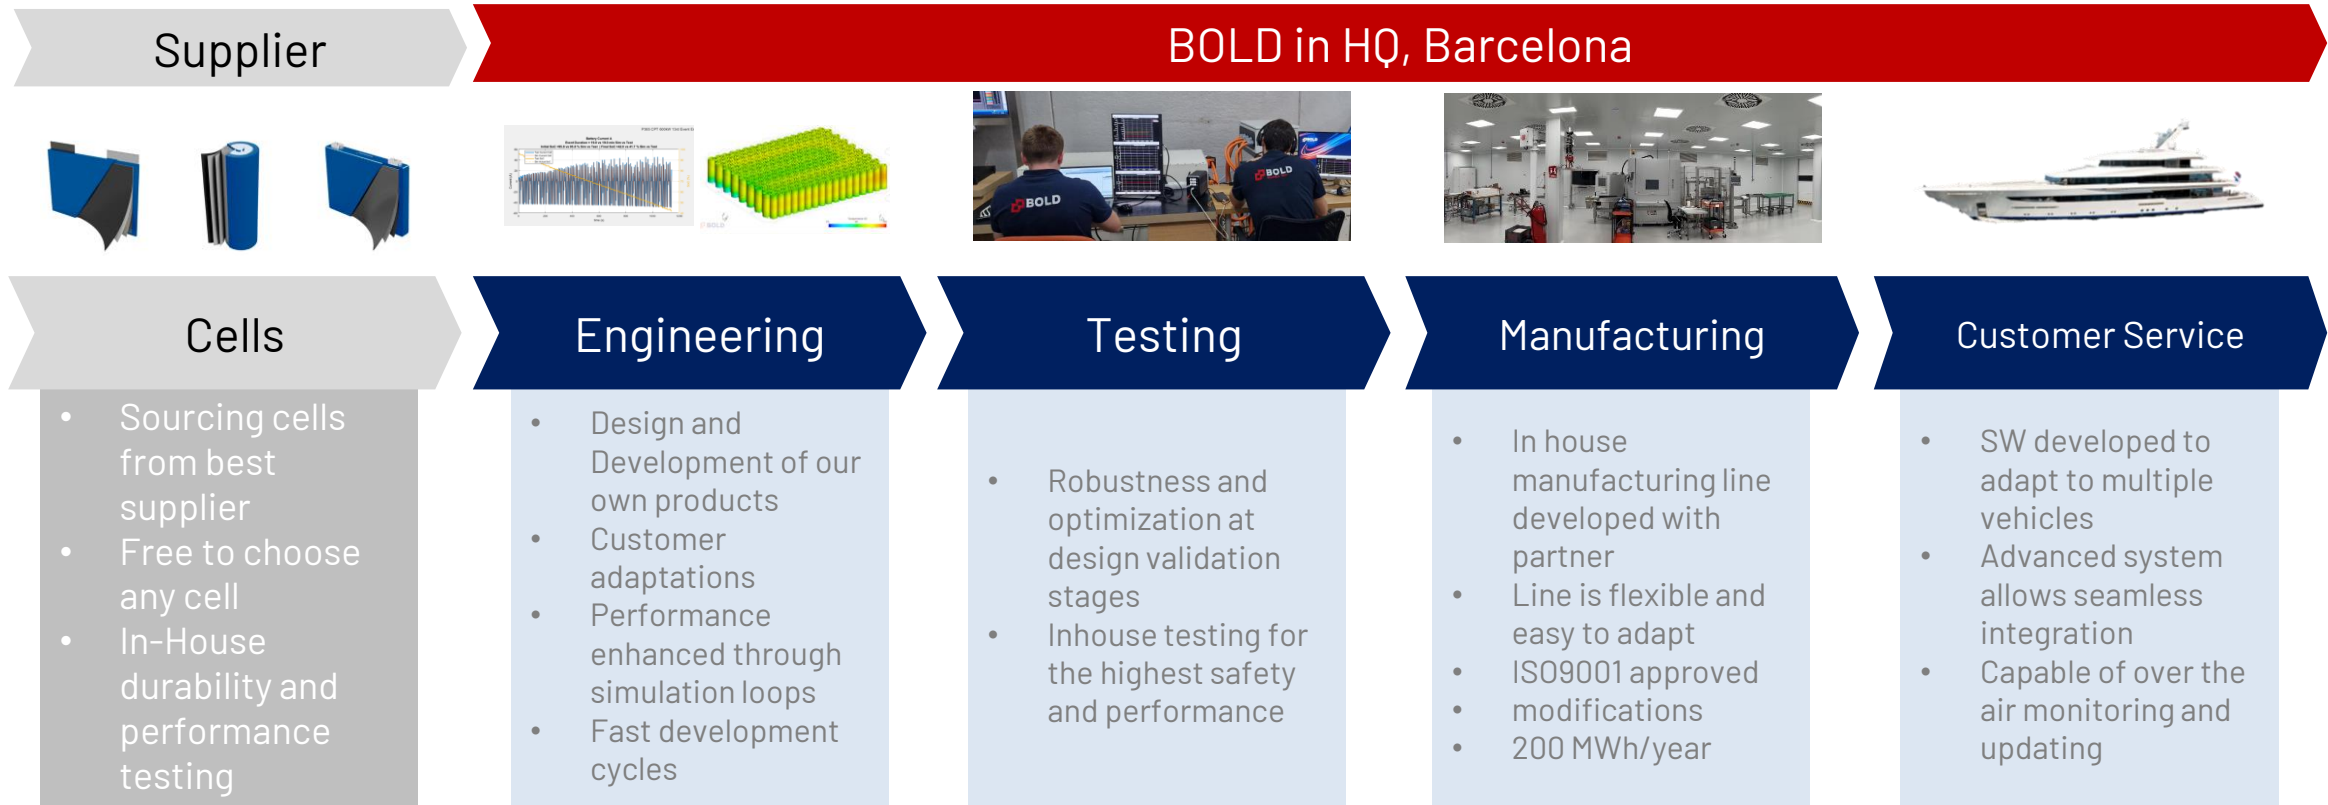 Supplier
BOLD in HQ, Barcelona
BOLD
BOLD
BOLD
Cells
Engineering
Testing
Manufacturing
Customer Service
• Sourcing cells
from best
supplier
• Free to choose
any cell
• In-House
durability and
performance
testing
• Design and
Development of our
own products
• Customer
adaptations
• Performance
enhanced through
simulation loops
• Fast development
cycles
• Robustness and
optimization at
design validation
stages
• Inhouse testing for
the highest safety
and performance
• In house
manufacturing line
developed with
partner
• Line is flexible and
easy to adapt
• ISO9001 approved
• modifications
• 200 MWh/year
• SW developed to
adapt to multiple
vehicles
• Advanced system
allows seamless
integration
• Capable of over the
air monitoring and
updating